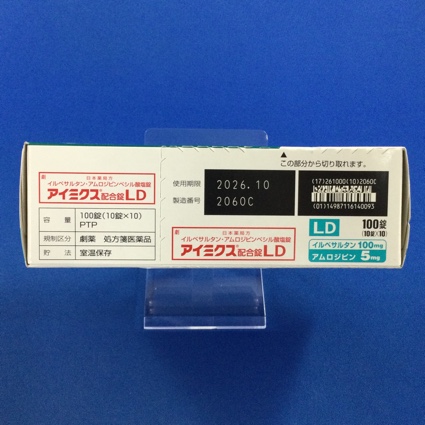 劇
日本薬局方
イルベサルタン・アムロジピンベシル酸塩錠
アイミクス®配合錠LD
容量 100錠(10錠×10)
PTP
規制区分 劇薬 処方箋医薬品
貯法 室温保存
劇
日本薬局方
イルベサルタン・アムロジピンベシル酸塩錠
アイミクス®配合錠LD
使用期限 2026.10
製造番号 2060C
この部分から切り取れます。
(17)261000(10)2060C
(01)14987116140093
LD
100錠
(10錠×10)
イルベサルタン 100mg
アムロジピン 5mg